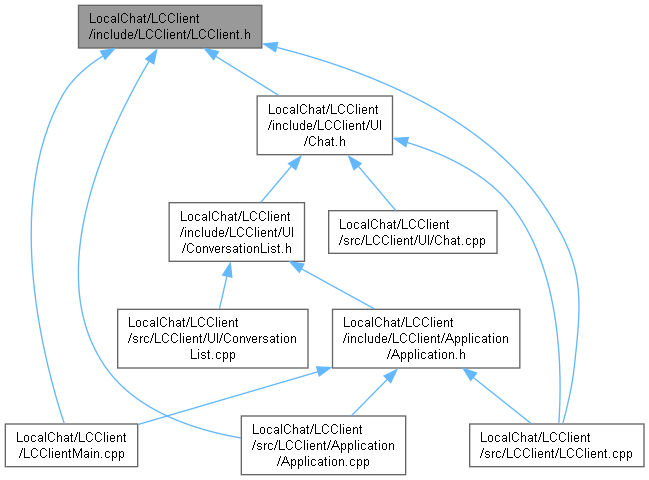 LocalChat/LCClient
/include/LCClient/LCClient.h
LocalChat/LCClient
/include/LCClient/UI
/Chat.h
LocalChat/LCClient
/include/LCClient/UI
/ConversationList.h
LocalChat/LCClient
/src/LCClient/UI/Chat.cpp
LocalChat/LCClient
/src/LCClient/UI/Conversation
List.cpp
LocalChat/LCClient
/include/LCClient/Application
/Application.h
LocalChat/LCClient
/LCClientMain.cpp
LocalChat/LCClient
/src/LCClient/Application
/Application.cpp
LocalChat/LCClient
/src/LCClient/LCClient.cpp